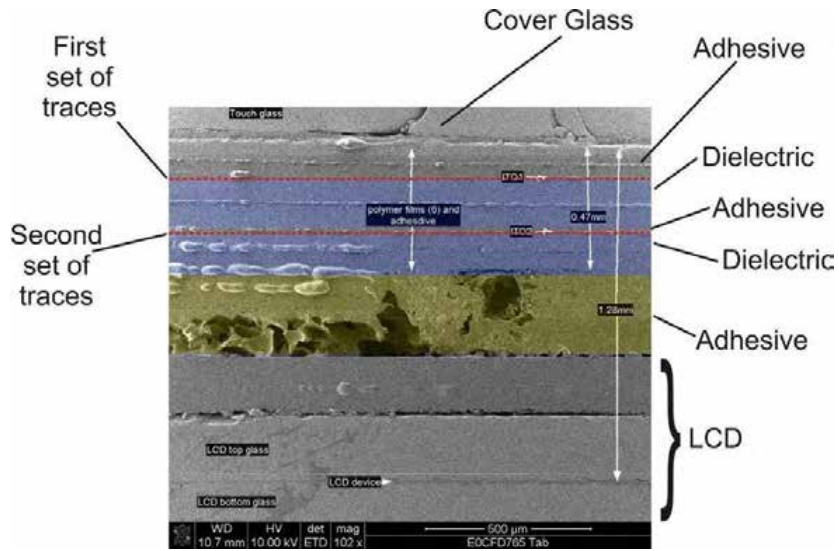 Cover Glass
First
set of
traces
Adhesive
Touch glass
ITO1
Dielectric
polymer films (6) and
adhesdive
0.47mm
Adhesive
ITO2
Second
set of
traces
Dielectric
1.28mm
Adhesive
LCD
LCD top glass
LCD device
LCD bottom glass
WD HV det mag 500 µm
10.7 mm 10.00 kV ETD 102 x E0CFD765 Tab